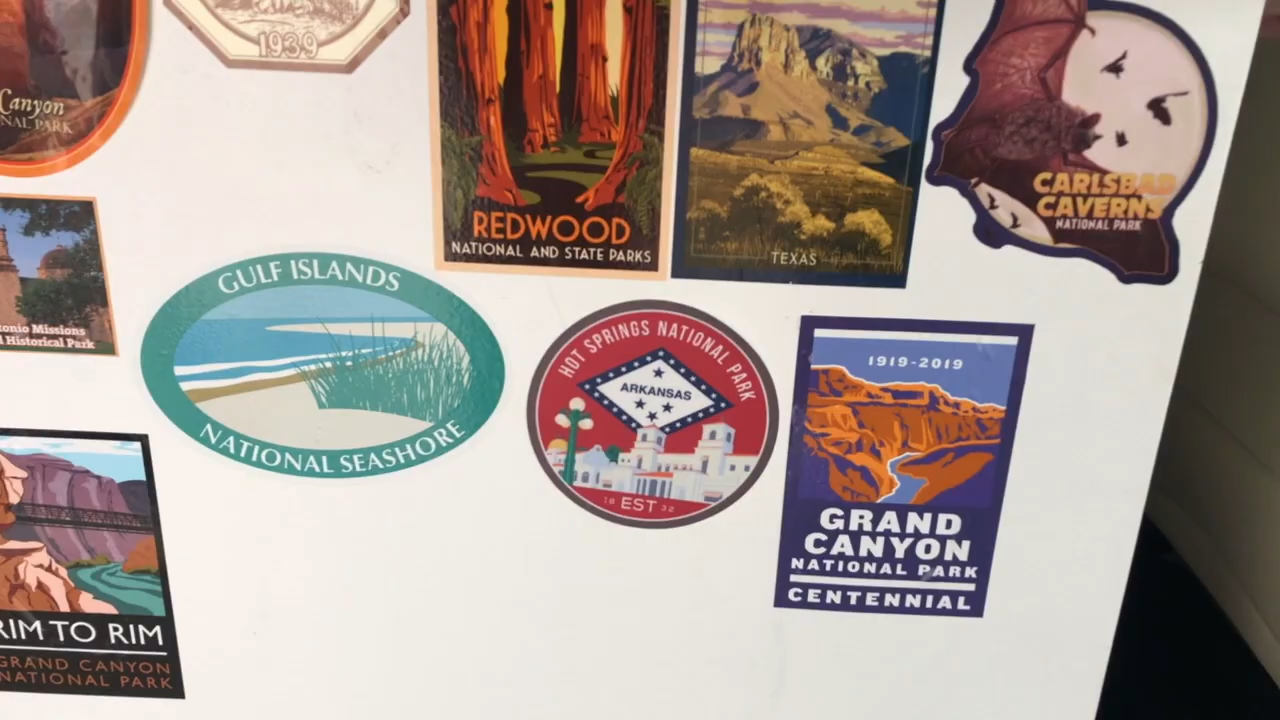 Canyon
NAL PARK
1939
REDWOOD
NATIONAL AND STATE PARKS
TEXAS
CARLSBAD
CAVERNS
NATIONAL PARK
onio Missions
l Historical Park
GULF ISLANDS
NATIONAL SEASHORE
HOT SPRINGS NATIONAL PARK
ARKANSAS
18 EST 32
1919-2019
GRAND
CANYON
NATIONAL PARK
CENTENNIAL
RIM TO RIM
GRAND CANYON
NATIONAL PARK